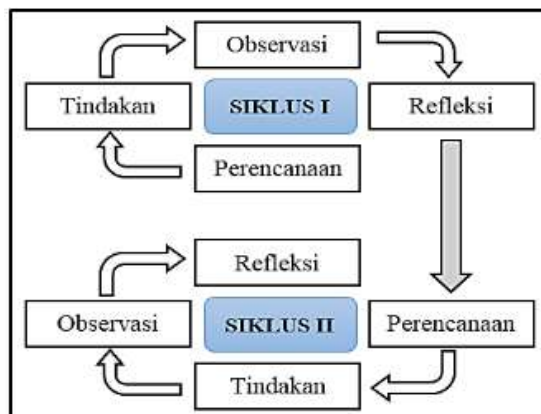 Observasi
Tindakan
SIKLUS I
Refleksi
Perencanaan
Refleksi
Observasi
SIKLUS II
Perencanaan
Tindakan